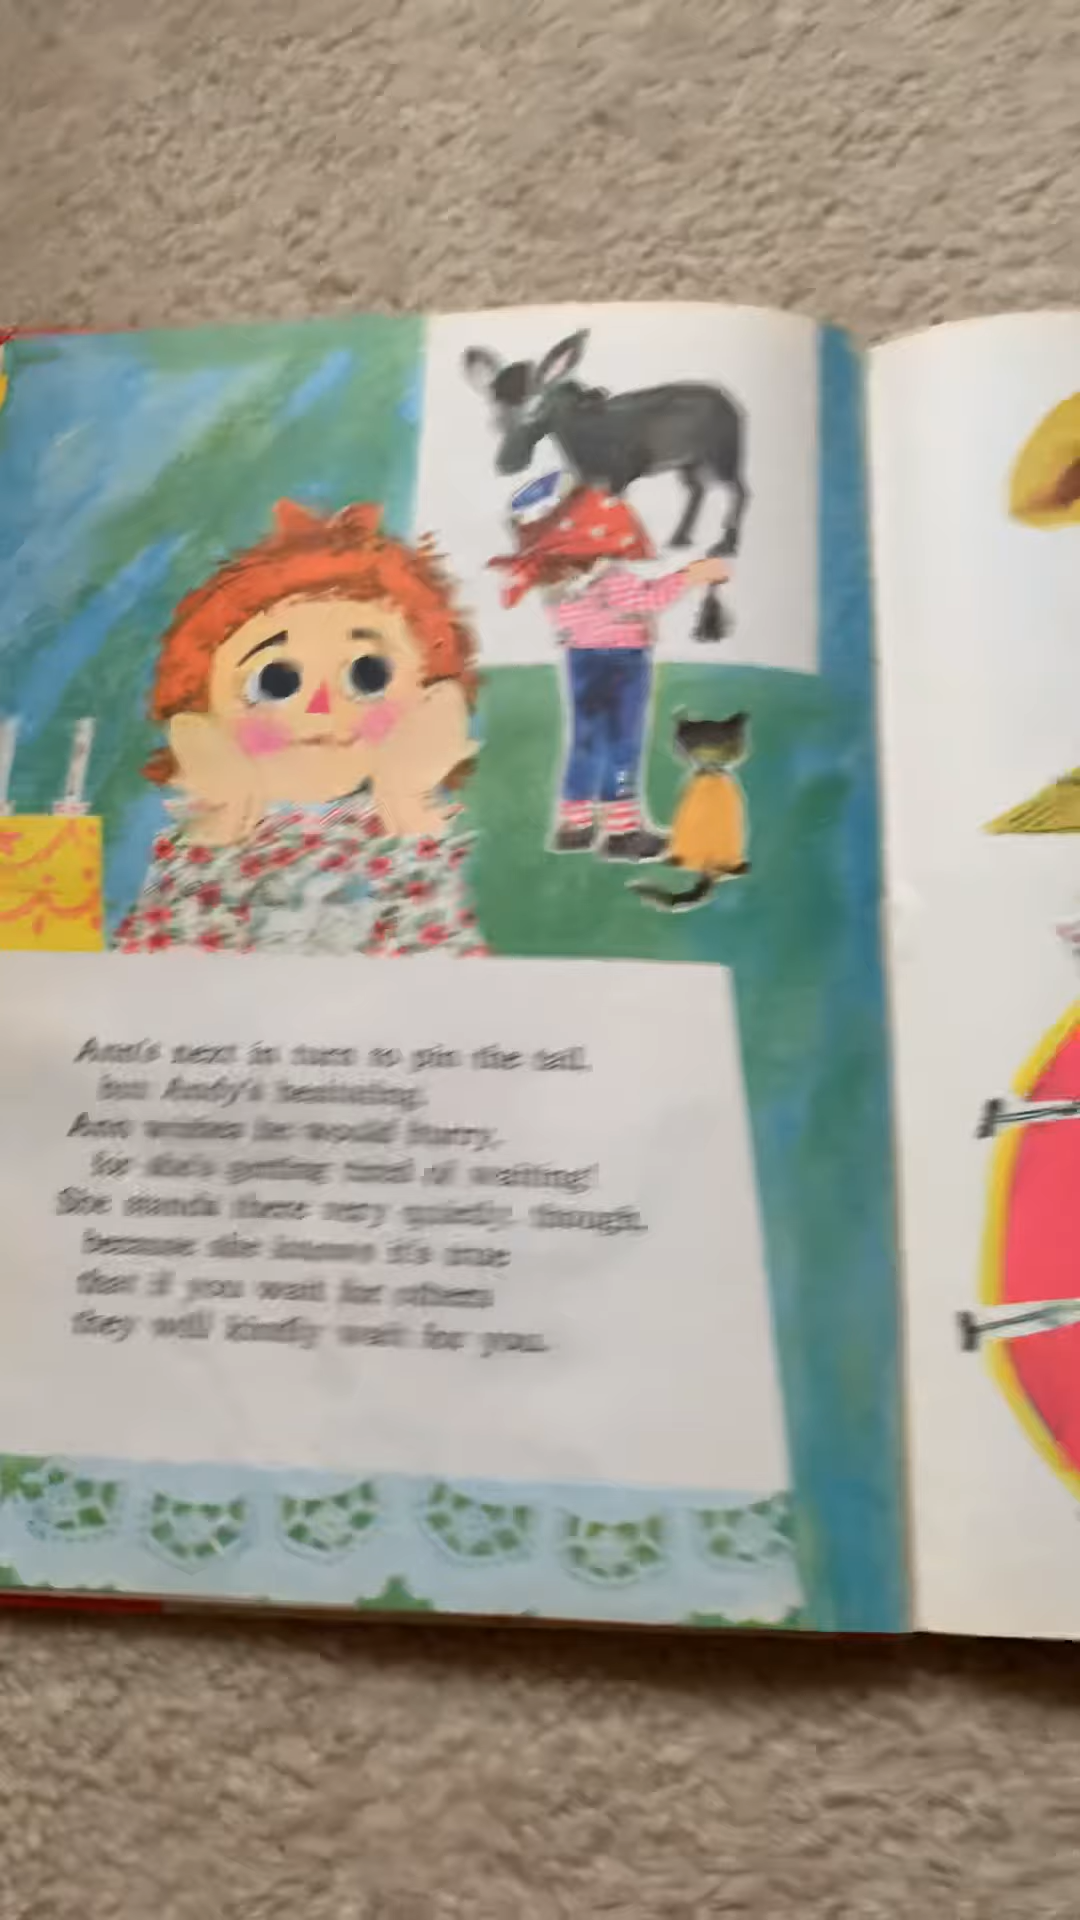 Ann's next in turn to pin the tail,
but Andy's hesitating.
Ann wishes he would hurry,
for she's getting tired of waiting!
She stands there very quietly, though,
because she knows it's true
that if you wait for others
they will kindly wait for you.